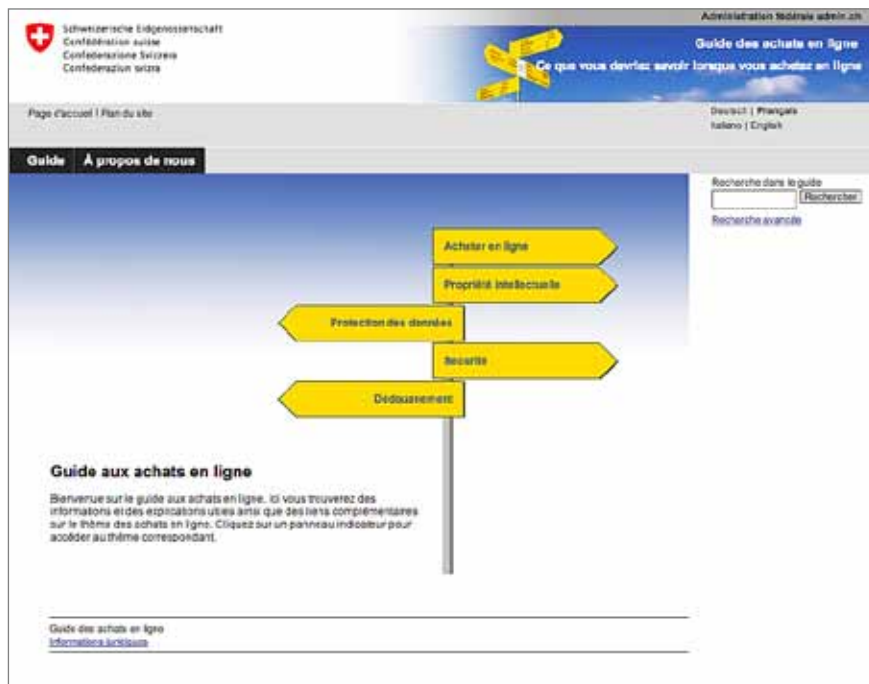 Administration fédérale admin.ch
Schweizerische Eidgenossenschaft
Confédération suisse
Confederazione Svizzera
Confederaziun svizra
Guide des achats en ligne
Ce que vous devriez savoir lorsque vous achetez en ligne
Page d'accueil | Plan du site
Deutsch | Français
Italiano | English
Guide
À propos de nous
Recherche dans le guide
Rechercher
Recherche avancée
Acheter en ligne
Propriété intellectuelle
Protection des données
Sécurité
Dédouanement
Guide aux achats en ligne
Bienvenue sur le guide aux achats en ligne. Ici vous trouverez des
informations et des explications utiles ainsi que des liens complémentaires
sur le thème des achats en ligne. Cliquez sur un panneau indicateur pour
accéder au thème correspondant.
Guide des achats en ligne
Informations juridiques